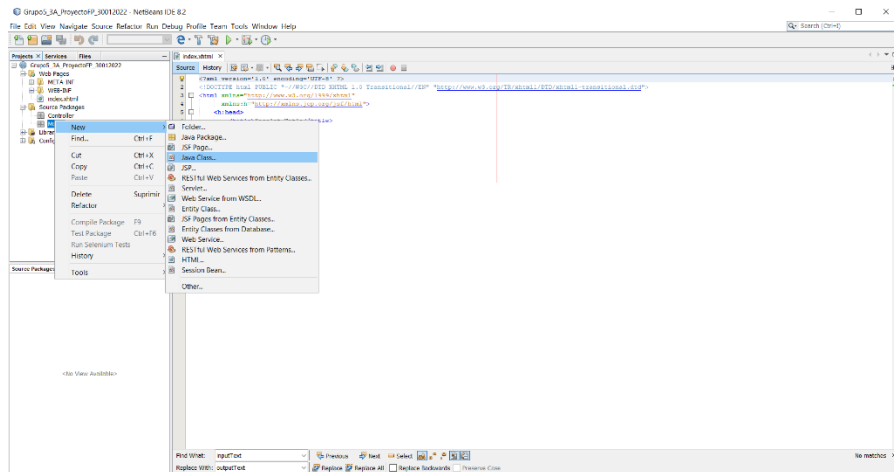 Grupo5_3A_ProyectoFP_30012022 - NetBeans IDE 8.2
File Edit View Navigate Source Refactor Run Debug Profile Team Tools Window Help
Search (Ctrl+I)
Projects × Services Files
index.xhtml ×
Source History
Grupo5_3A_ProyectoFP_30012022
Web Pages
META-INF
WEB-INF
index.xhtml
Source Packages
Controller
1 <?xml version='1.0' encoding='UTF-8' ?>
2 <!DOCTYPE html PUBLIC "-//W3C//DTD XHTML 1.0 Transitional//EN" "http://www.w3.org/TR/xhtml1/DTD/xhtml1-transitional.dtd">
3 <html xmlns="http://www.w3.org/1999/xhtml"
4 xmlns:h="http://xmlns.jcp.org/jsf/html">
5 <h:head>
New
Find... Ctrl+F
Cut Ctrl+X
Copy Ctrl+C
Paste Ctrl+V
Delete Suprimir
Refactor
Compile Package F9
Test Package Ctrl+F6
Run Selenium Tests
History
Tools
Folder...
Java Package...
JSF Page...
Java Class...
JSP...
RESTful Web Services from Entity Classes...
Servlet...
Web Service from WSDL...
Entity Class...
JSF Pages from Entity Classes...
Entity Classes from Database...
Web Service...
RESTful Web Services from Patterns...
HTML...
Session Bean...
Other...
Source Packages
<No View Available>
Find What: inputText Previous Next Select No matches
Replace With: outputText Replace Replace All Replace Backwards Preserve Case